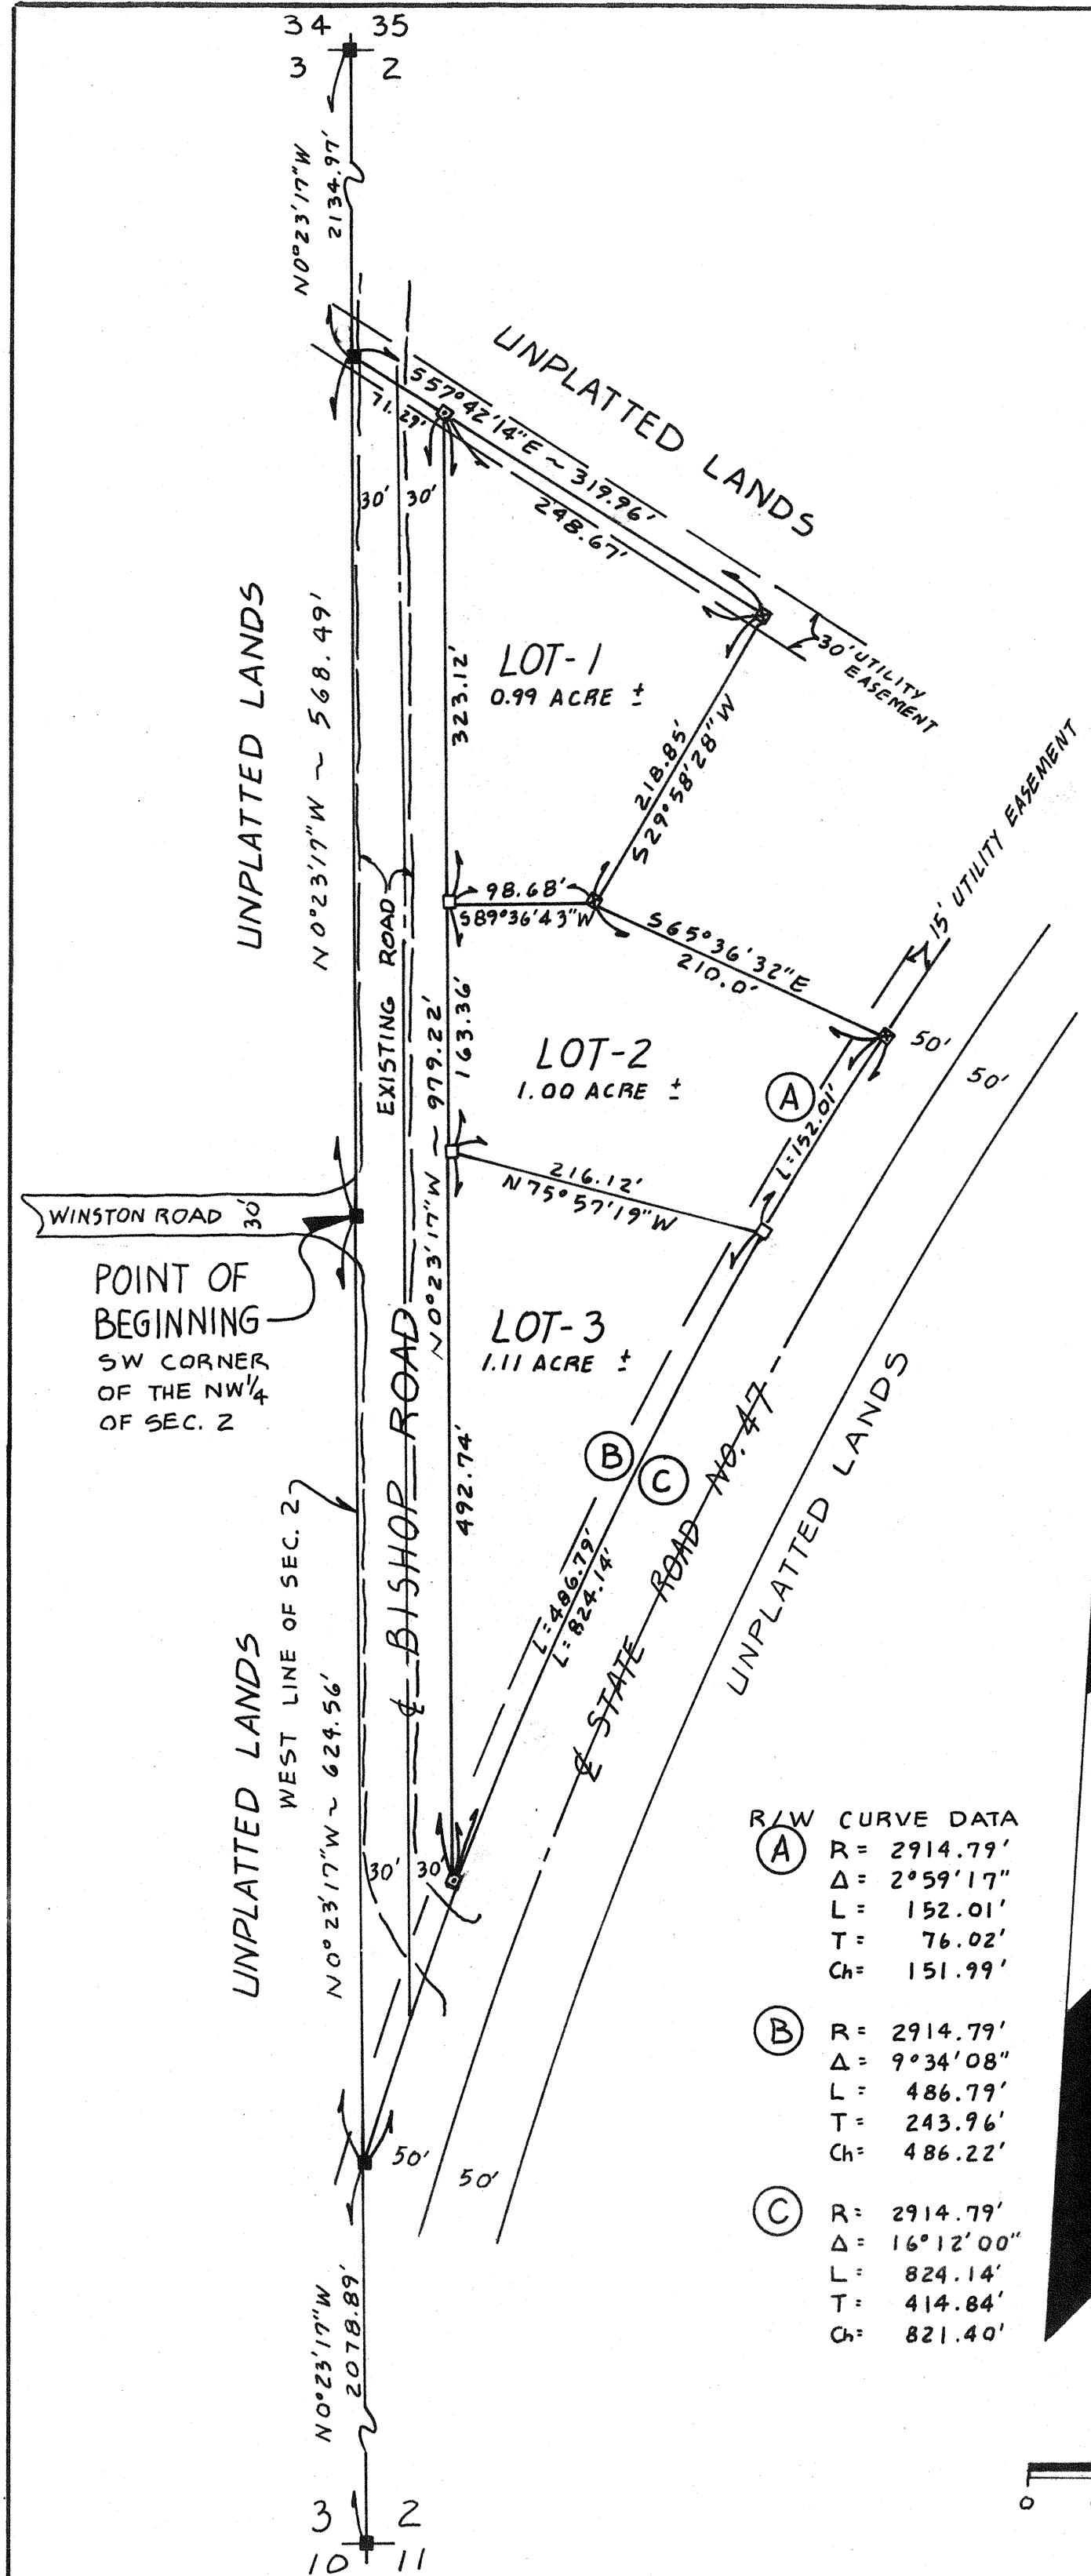 34 35
3 2
N0°23'17"W
2134.97'
UNPLATTED LANDS
S57°42'14"E ~ 319.96'
71.29'
248.67'
30' 30'
30' UTILITY
EASEMENT
UNPLATTED LANDS
N0°23'17"W ~ 568.49'
LOT-1
0.99 ACRE ±
323.12'
218.85'
S29°58'28"W
98.68'
S89°36'43"W
S65°36'32"E
210.0'
15' UTILITY EASEMENT
EXISTING ROAD
N0°23'17"W ~ 979.22'
163.36'
LOT-2
1.00 ACRE ±
50'
50'
A
L=152.01'
216.12'
N75°57'19"W
WINSTON ROAD 30'
POINT OF
BEGINNING
SW CORNER
OF THE NW¼
OF SEC. 2
LOT-3
1.11 ACRE ±
℄ BISHOP ROAD
492.74'
B
C
L=486.79'
L=824.14'
℄ STATE ROAD NO. 47
UNPLATTED LANDS
WEST LINE OF SEC. 2
UNPLATTED LANDS
N0°23'17"W ~ 624.56'
30' 30'
50'
50'
R/W CURVE DATA
A R= 2914.79'
Δ= 2°59'17"
L= 152.01'
T= 76.02'
Ch= 151.99'
B R= 2914.79'
Δ= 9°34'08"
L= 486.79'
T= 243.96'
Ch= 486.22'
C R= 2914.79'
Δ= 16°12'00"
L= 824.14'
T= 414.84'
Ch= 821.40'
N0°23'17"W
2078.89'
0
3 2
10 11